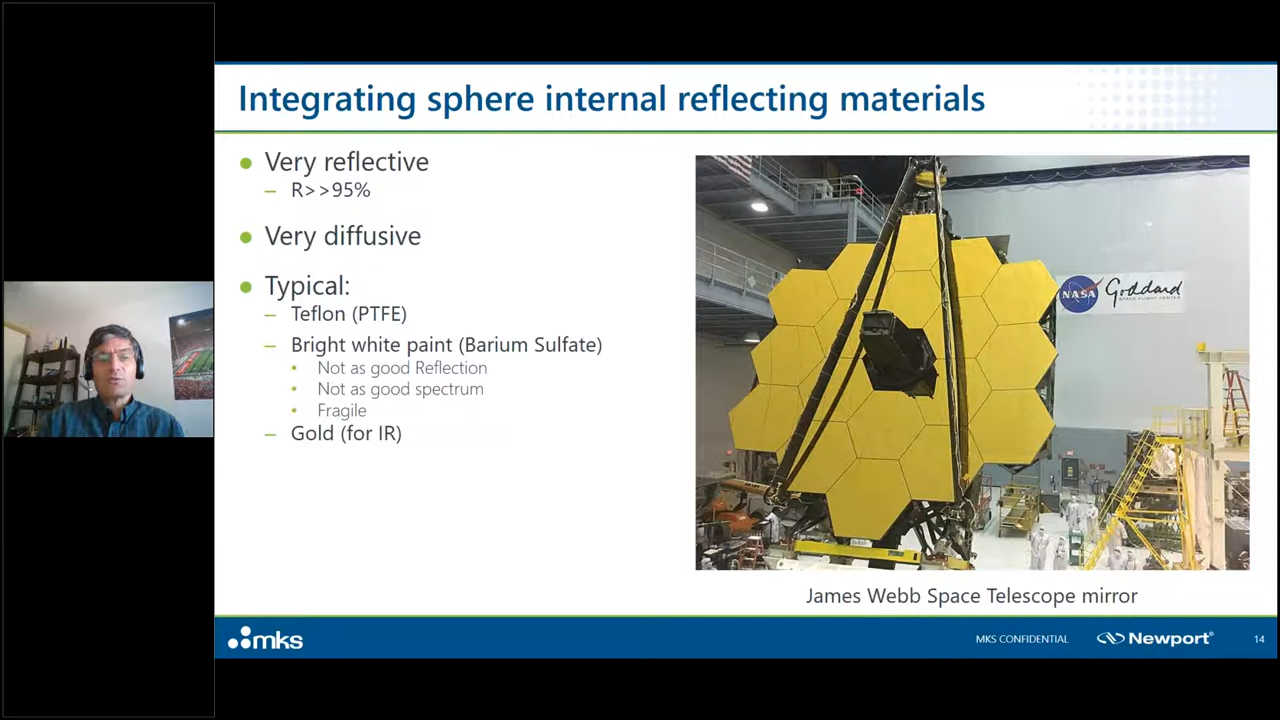 Integrating sphere internal reflecting materials
Very reflective
R>>95%
Very diffusive
Typical:
Teflon (PTFE)
Bright white paint (Barium Sulfate)
Not as good Reflection
Not as good spectrum
Fragile
Gold (for IR)
NASA Goddard
SPACE FLIGHT CENTER
James Webb Space Telescope mirror
mks
MKS CONFIDENTIAL
Newport®
14